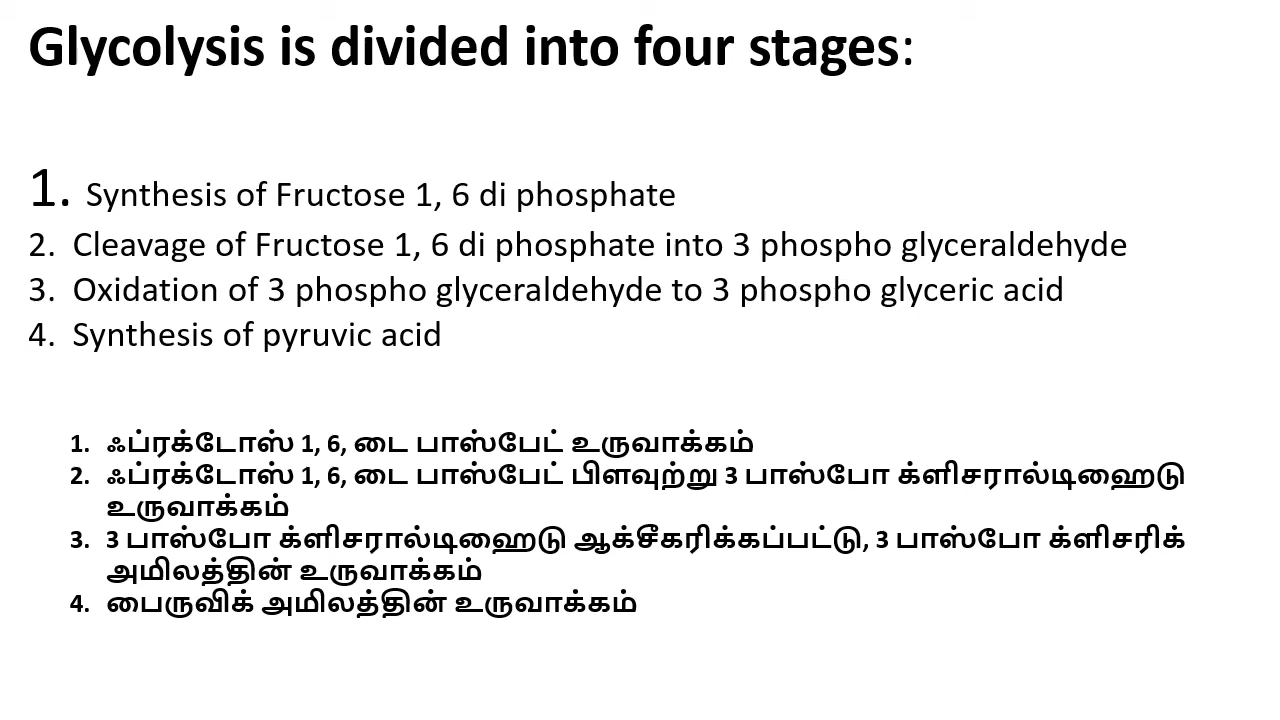 Glycolysis is divided into four stages:
1. Synthesis of Fructose 1, 6 di phosphate
2. Cleavage of Fructose 1, 6 di phosphate into 3 phospho glyceraldehyde
3. Oxidation of 3 phospho glyceraldehyde to 3 phospho glyceric acid
4. Synthesis of pyruvic acid
1. ஃப்ரக்டோஸ் 1, 6, டை பாஸ்பேட் உருவாக்கம்
2. ஃப்ரக்டோஸ் 1, 6, டை பாஸ்பேட் பிளவுற்று 3 பாஸ்போ க்ளிசரால்டிஹைடு
உருவாக்கம்
3. 3 பாஸ்போ க்ளிசரால்டிஹைடு ஆக்சீகரிக்கப்பட்டு, 3 பாஸ்போ க்ளிசரிக்
அமிலத்தின் உருவாக்கம்
4. பைருவிக் அமிலத்தின் உருவாக்கம்